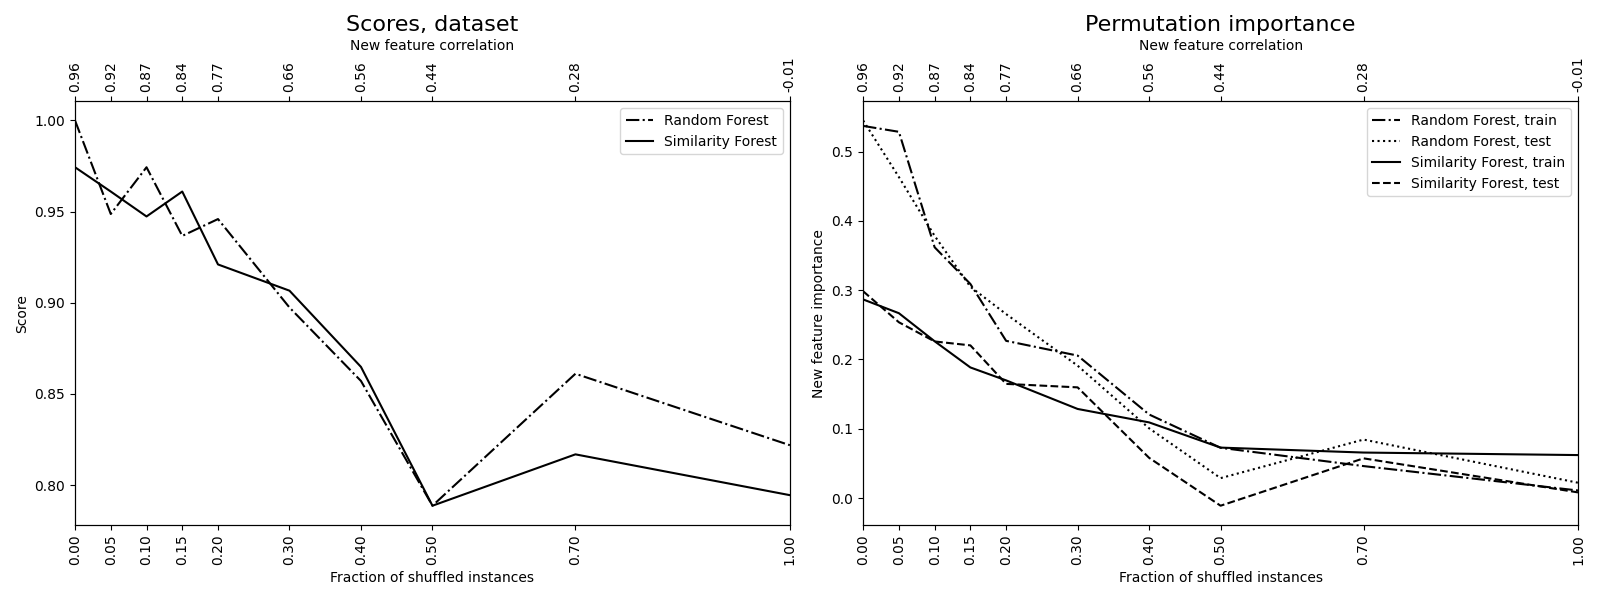 Scores, dataset
New feature correlation
0.96 0.92 0.87 0.84 0.77 0.66 0.56 0.44 0.28 -0.01
Random Forest
Similarity Forest
1.00
0.95
0.90
0.85
0.80
Score
0.00 0.05 0.10 0.15 0.20 0.30 0.40 0.50 0.70 1.00
Fraction of shuffled instances
Permutation importance
New feature correlation
0.96 0.92 0.87 0.84 0.77 0.66 0.56 0.44 0.28 -0.01
Random Forest, train
Random Forest, test
Similarity Forest, train
Similarity Forest, test
0.5
0.4
0.3
0.2
0.1
0.0
New feature importance
0.00 0.05 0.10 0.15 0.20 0.30 0.40 0.50 0.70 1.00
Fraction of shuffled instances